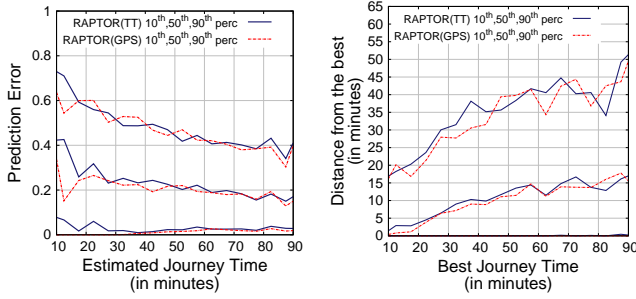 RAPTOR(TT) 10th,50th,90th perc
RAPTOR(GPS) 10th,50th,90th perc
1
0.8
0.6
0.4
0.2
0
Prediction Error
10 20 30 40 50 60 70 80 90
Estimated Journey Time
(in minutes)
RAPTOR(TT) 10th,50th,90th perc
RAPTOR(GPS) 10th,50th,90th perc
65
60
55
50
45
40
35
30
25
20
15
10
5
0
Distance from the best
(in minutes)
10 20 30 40 50 60 70 80 90
Best Journey Time
(in minutes)